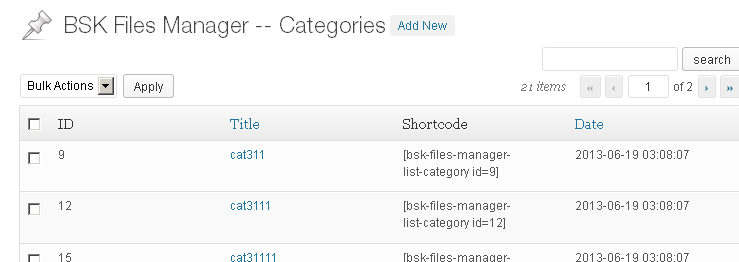 BSK Files Manager -- Categories Add New
search
Bulk Actions Apply 21 items « ‹ 1 of 2 › »
ID Title Shortcode Date
9 cat311 [bsk-files-manager- 2013-06-19 03:08:07
list-category id=9]
12 cat3111 [bsk-files-manager- 2013-06-19 03:08:07
list-category id=12]
15 cat31111 [bsk-files-manager- 2013-06-19 03:08:07